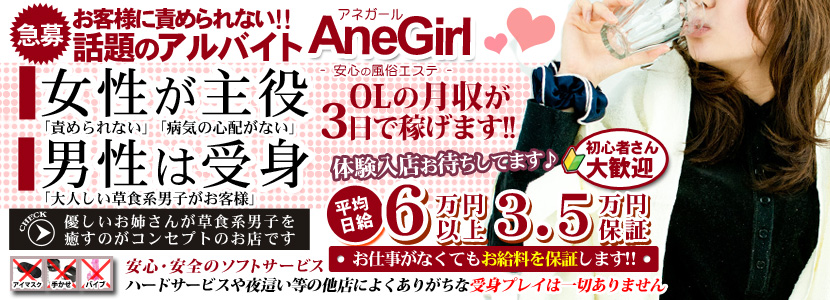 急募
お客様に責められない!!
話題のアルバイト
アネガール
AneGirl
- 安心の風俗エステ -
女性が主役
「責められない」「病気の心配がない」
男性は受身
「大人しい草食系男子がお客様」
CHECK
優しいお姉さんが草食系男子を
癒すのがコンセプトのお店です
アイマスク
手かせ
バイブ
安心・安全のソフトサービス
ハードサービスや夜這い等の他店によくありがちな受身プレイは一切ありません
OLの月収が
3日で稼げます!!
体験入店お待ちしてます♪
初心者さん
大歓迎
平均
日給
6万円以上
3.5万円保証
・お仕事がなくてもお給料を保証します!!・